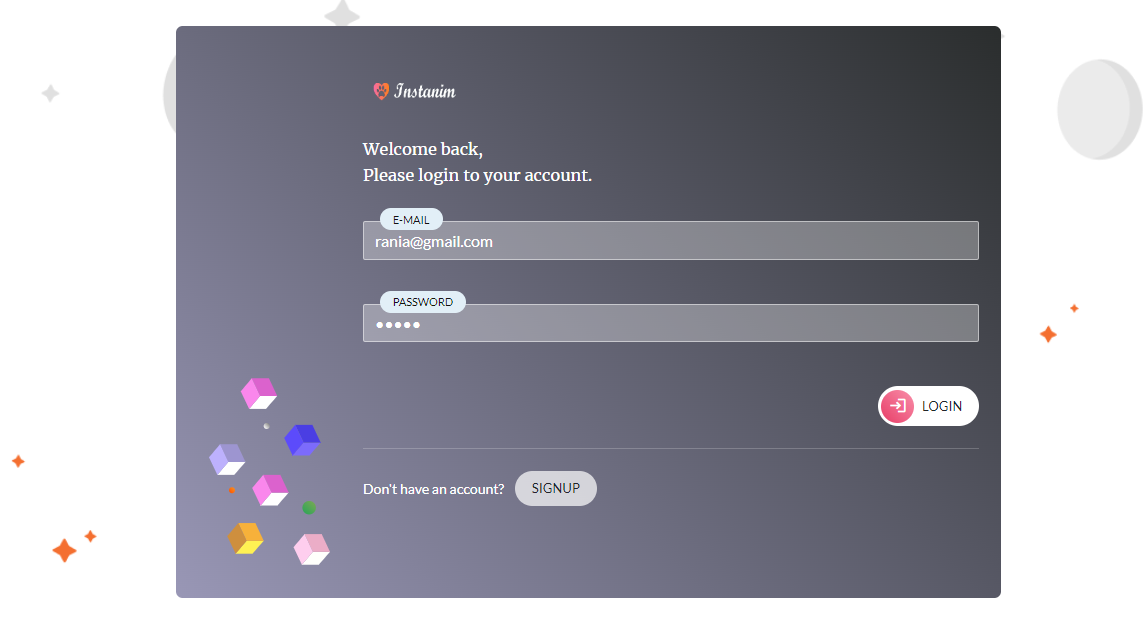 Instanim
Welcome back,
Please login to your account.
E-MAIL
rania@gmail.com
PASSWORD
●●●●●
LOGIN
Don't have an account? SIGNUP